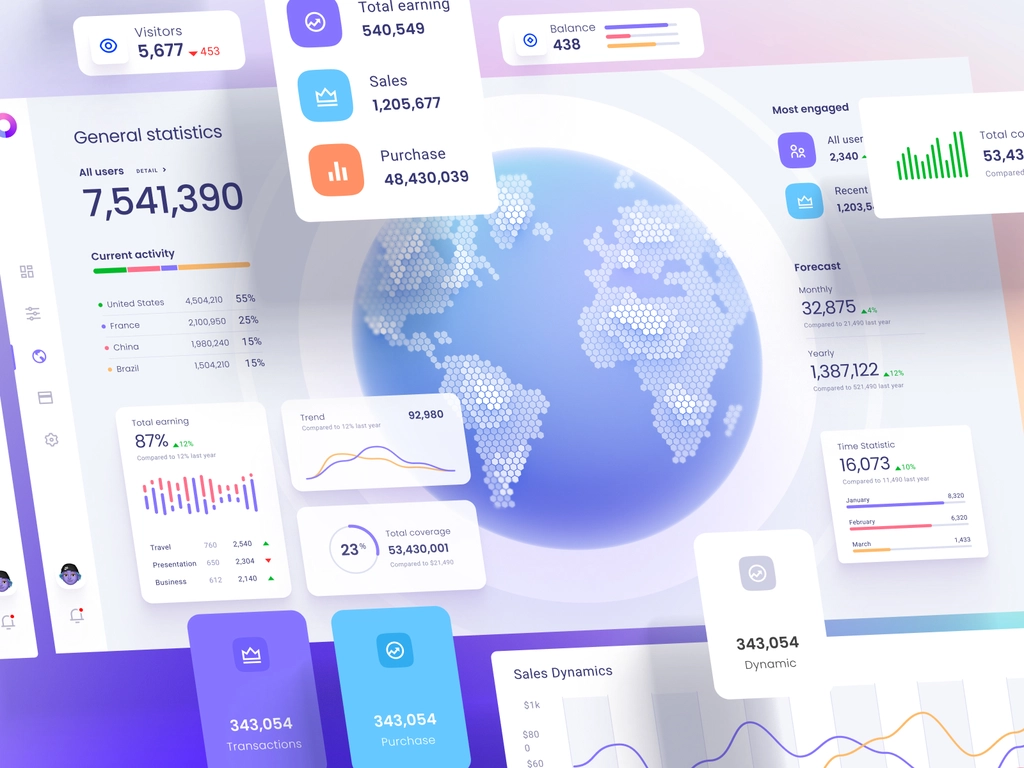 Visitors
5,677 453
Total earning
540,549
Sales
1,205,677
Purchase
48,430,039
Balance
438
General statistics
All users DETAIL >
7,541,390
Current activity
United States 4,504,210 55%
France 2,100,950 25%
China 1,980,240 15%
Brazil 1,504,210 15%
Most engaged
All user
2,340
Recent
1,203,5
Total co
53,43
Compared
Forecast
Monthly
32,875 4%
Compared to 21,490 last year
Yearly
1,387,122 12%
Compared to 521,490 last year
Total earning
87% 12%
Compared to 12% last year
Travel 760 2,540
Presentation 650 2,304
Business 612 2,140
Trend 92,980
Compared to 12% last year
23%
Total coverage
53,430,001
Compared to $21,490
Time Statistic
16,073 10%
Compared to 11,490 last year
January 8,320
February 6,320
March 1,433
343,054
Transactions
343,054
Purchase
343,054
Dynamic
Sales Dynamics
$1k
$80
0
$60